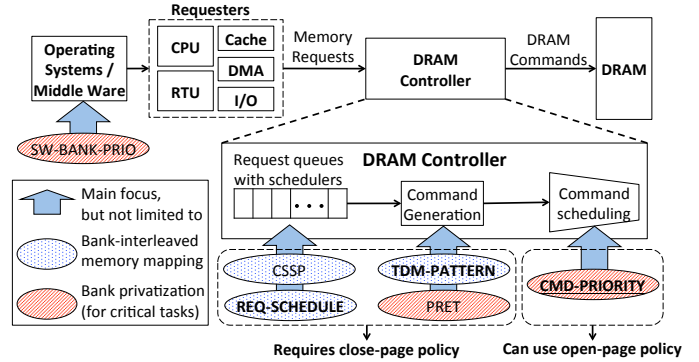 Requesters
Operating
Systems /
Middle Ware
CPU
Cache
DMA
RTU
I/O
Memory
Requests
DRAM
Controller
DRAM
Commands
DRAM
SW-BANK-PRIO
DRAM Controller
Request queues
with schedulers
• • •
Command
Generation
Command
scheduling
Main focus,
but not limited to
Bank-interleaved
memory mapping
Bank privatization
(for critical tasks)
CSSP
REQ-SCHEDULE
TDM-PATTERN
PRET
CMD-PRIORITY
Requires close-page policy
Can use open-page policy